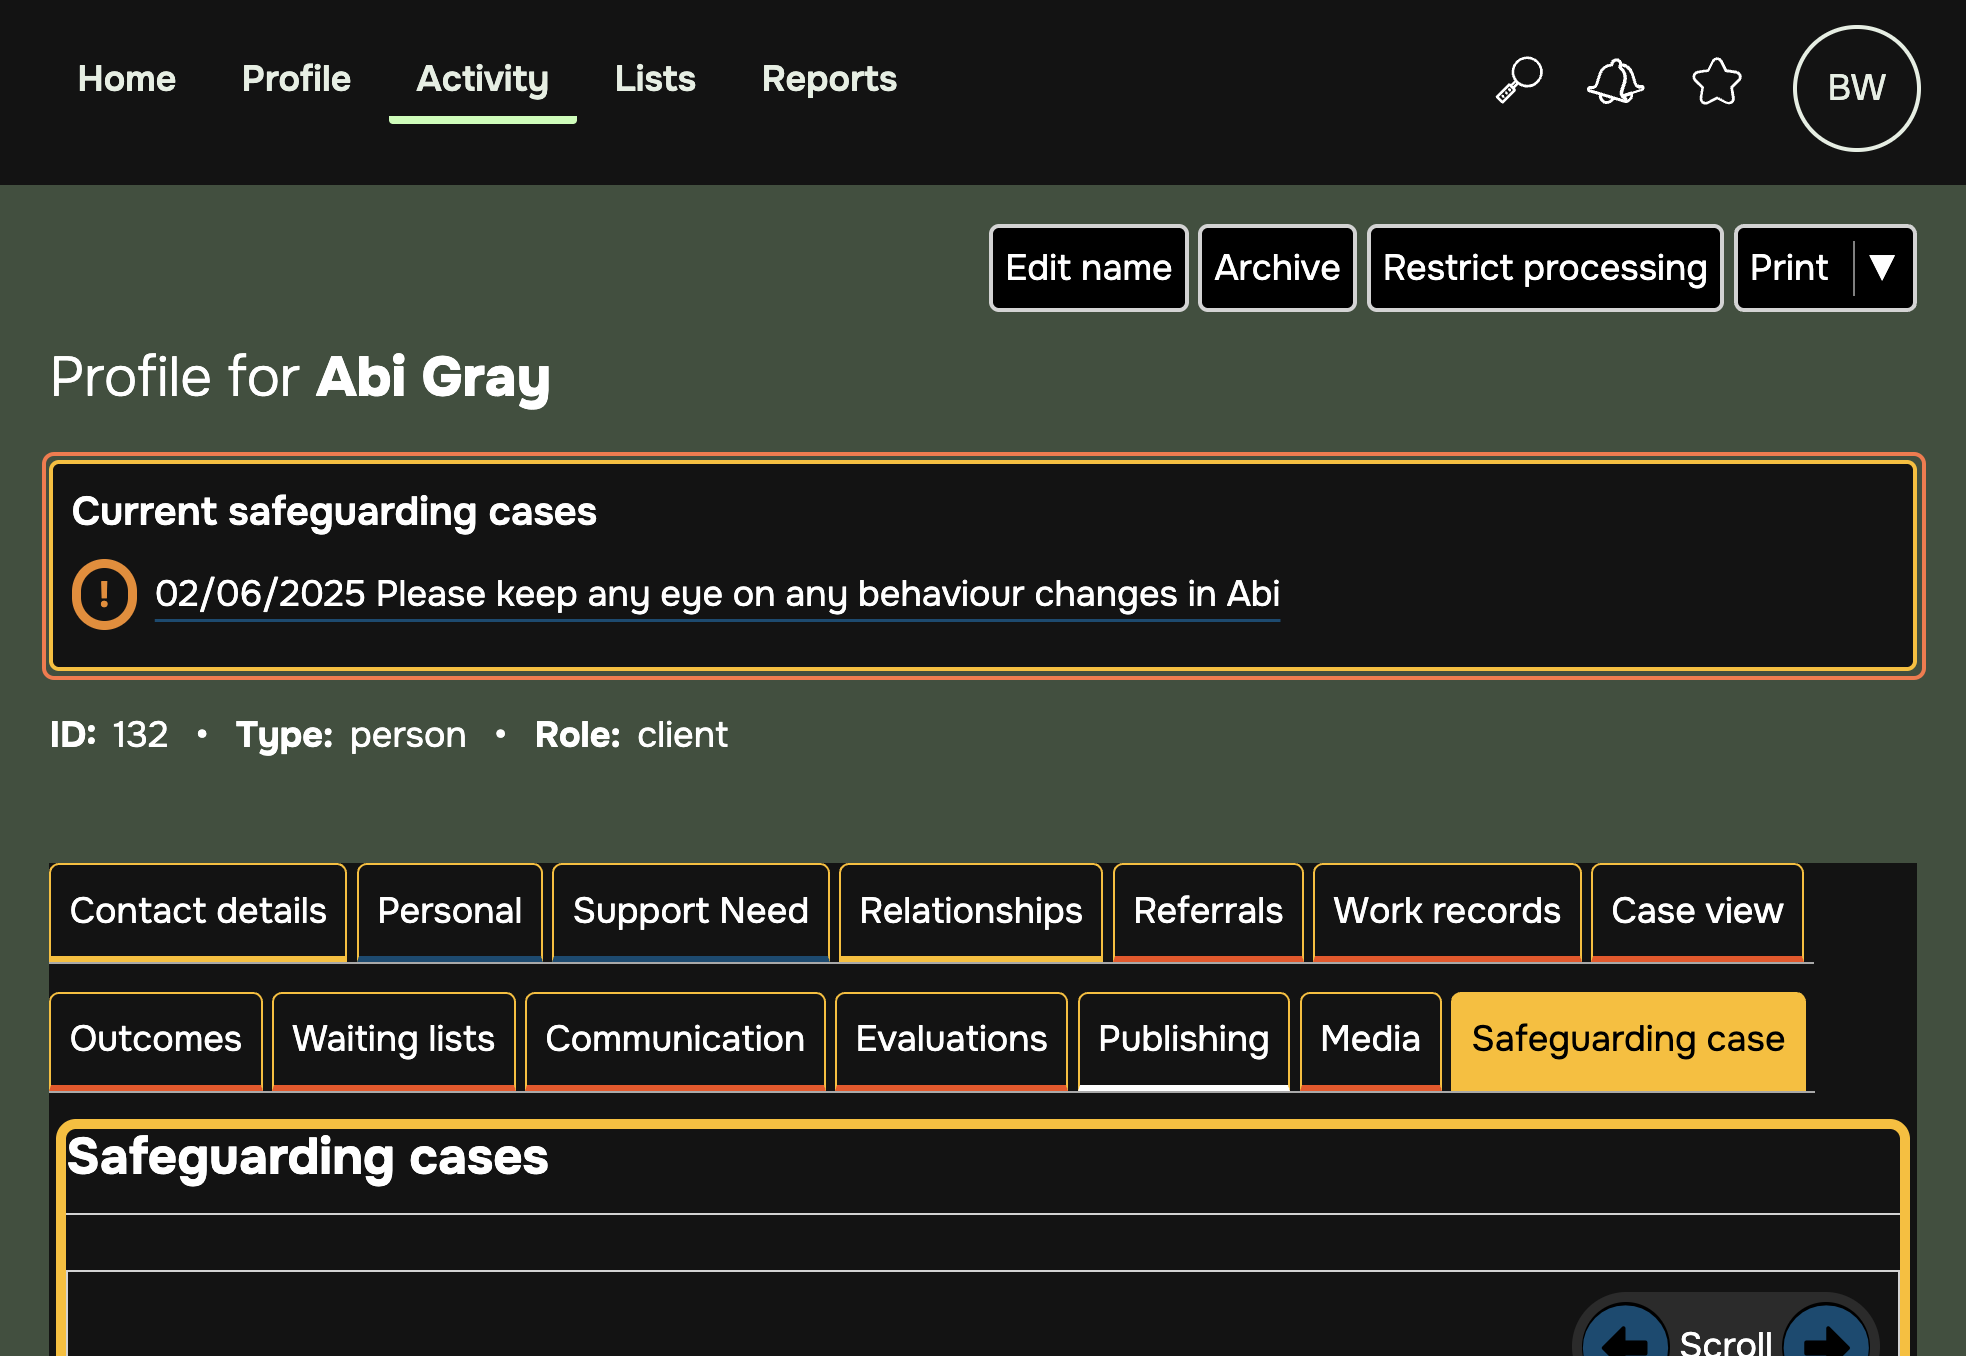 Home Profile Activity Lists Reports BW
Edit name Archive Restrict processing Print
Profile for Abi Gray
Current safeguarding cases
! 02/06/2025 Please keep any eye on any behaviour changes in Abi
ID: 132 • Type: person • Role: client
Contact details Personal Support Need Relationships Referrals Work records Case view
Outcomes Waiting lists Communication Evaluations Publishing Media Safeguarding case
Safeguarding cases
Scroll